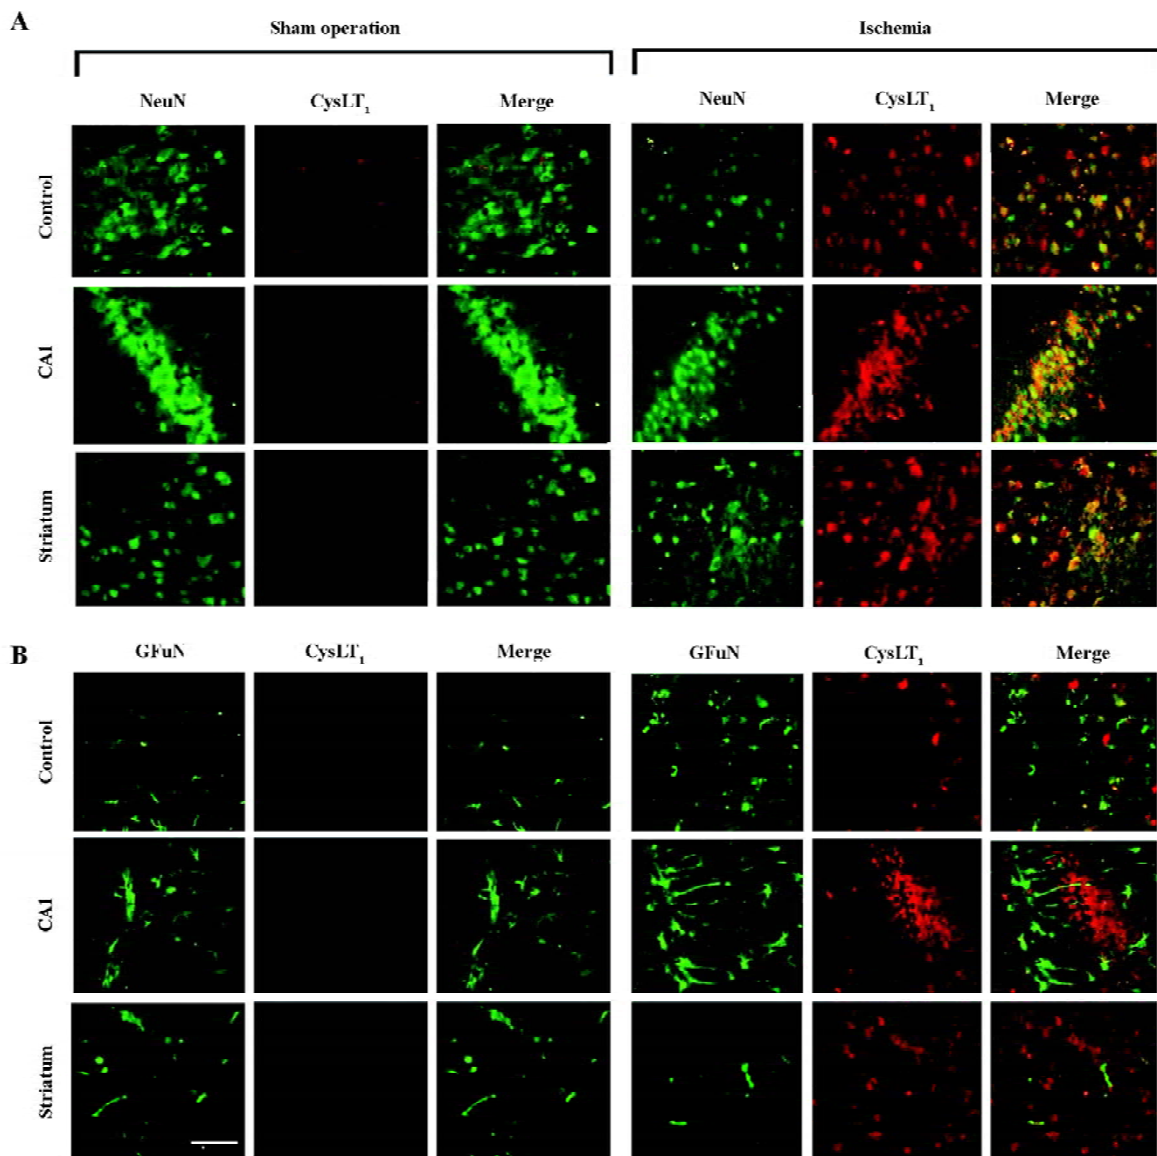 A
Sham operation Ischemia
NeuN CysLT₁ Merge NeuN CysLT₁ Merge
Control
CA1
Striatum
B
GFuN CysLT₁ Merge GFuN CysLT₁ Merge
Control
CA1
Striatum